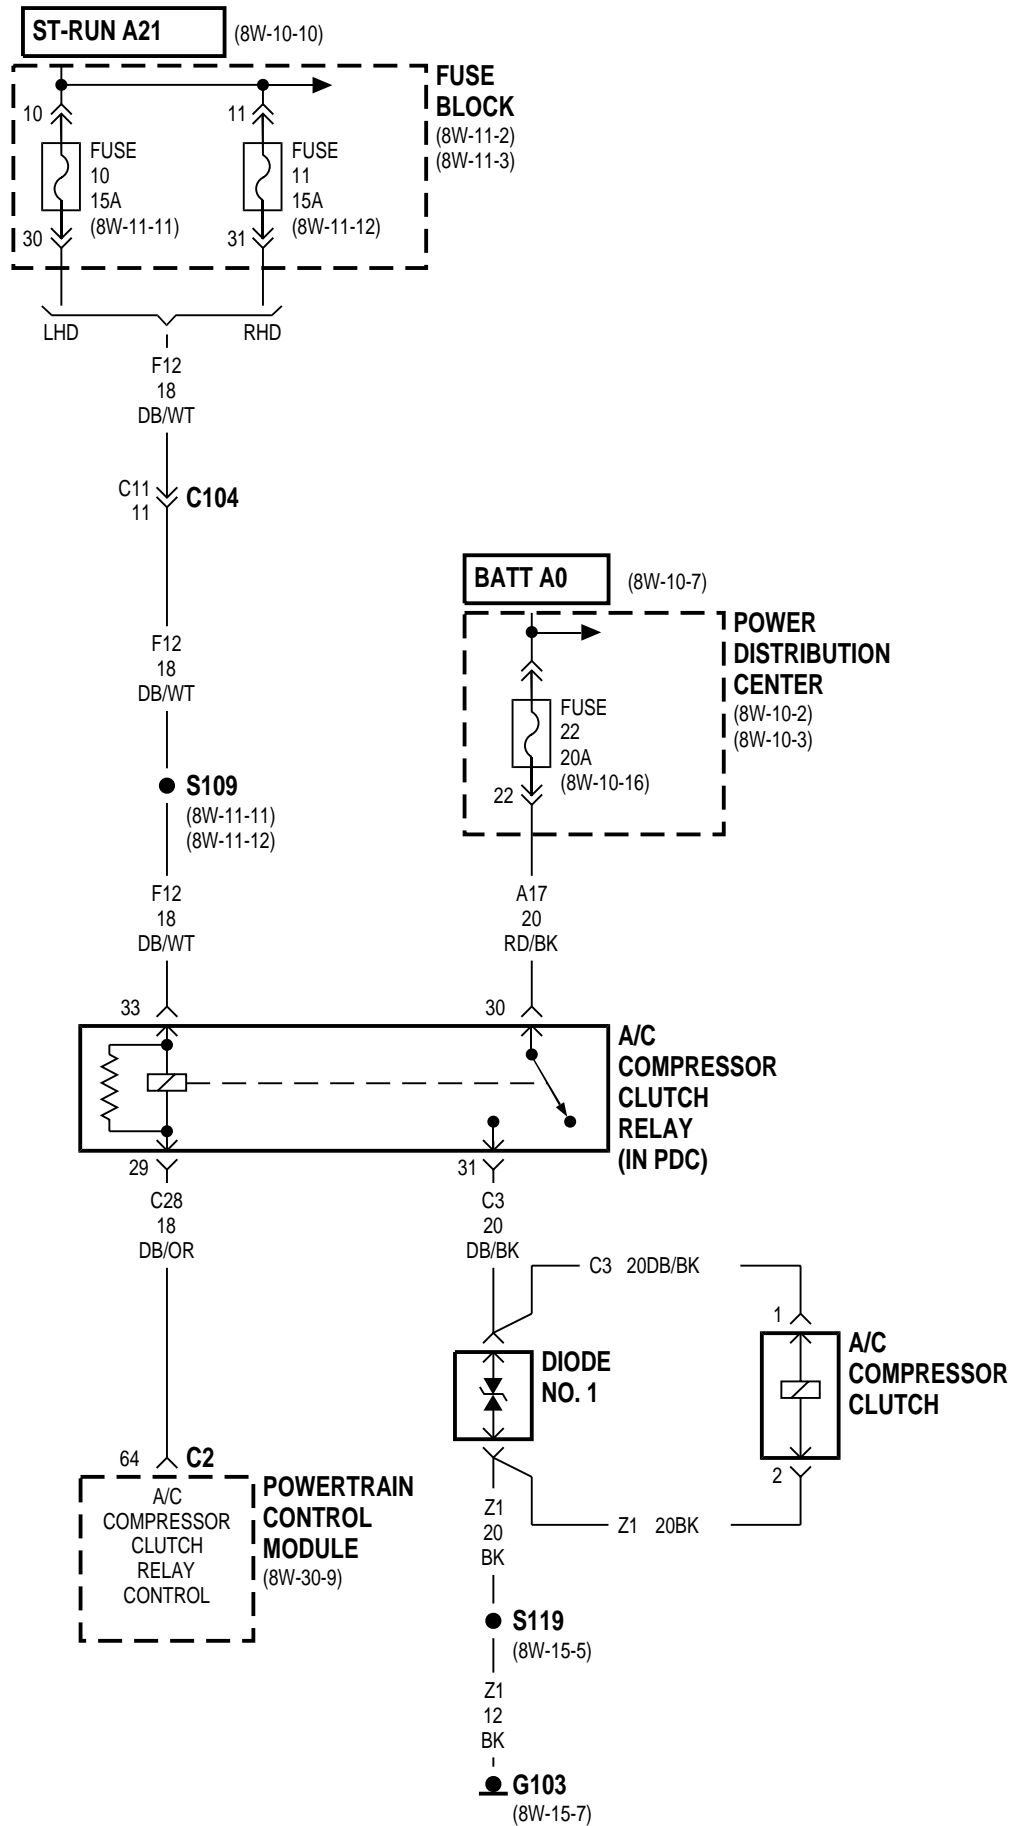 ST-RUN A21
(8W-10-10)
FUSE
BLOCK
(8W-11-2)
(8W-11-3)
10
11
FUSE
10
15A
(8W-11-11)
FUSE
11
15A
(8W-11-12)
30
31
LHD
RHD
F12
18
DB/WT
C11
11
C104
F12
18
DB/WT
S109
(8W-11-11)
(8W-11-12)
F12
18
DB/WT
BATT A0
(8W-10-7)
POWER
DISTRIBUTION
CENTER
(8W-10-2)
(8W-10-3)
FUSE
22
20A
(8W-10-16)
22
A17
20
RD/BK
33
30
A/C
COMPRESSOR
CLUTCH
RELAY
(IN PDC)
29
31
C28
18
DB/OR
C3
20
DB/BK
C3 20DB/BK
1
DIODE
NO. 1
A/C
COMPRESSOR
CLUTCH
2
64
C2
A/C
COMPRESSOR
CLUTCH
RELAY
CONTROL
POWERTRAIN
CONTROL
MODULE
(8W-30-9)
Z1
20
BK
Z1 20BK
S119
(8W-15-5)
Z1
12
BK
G103
(8W-15-7)